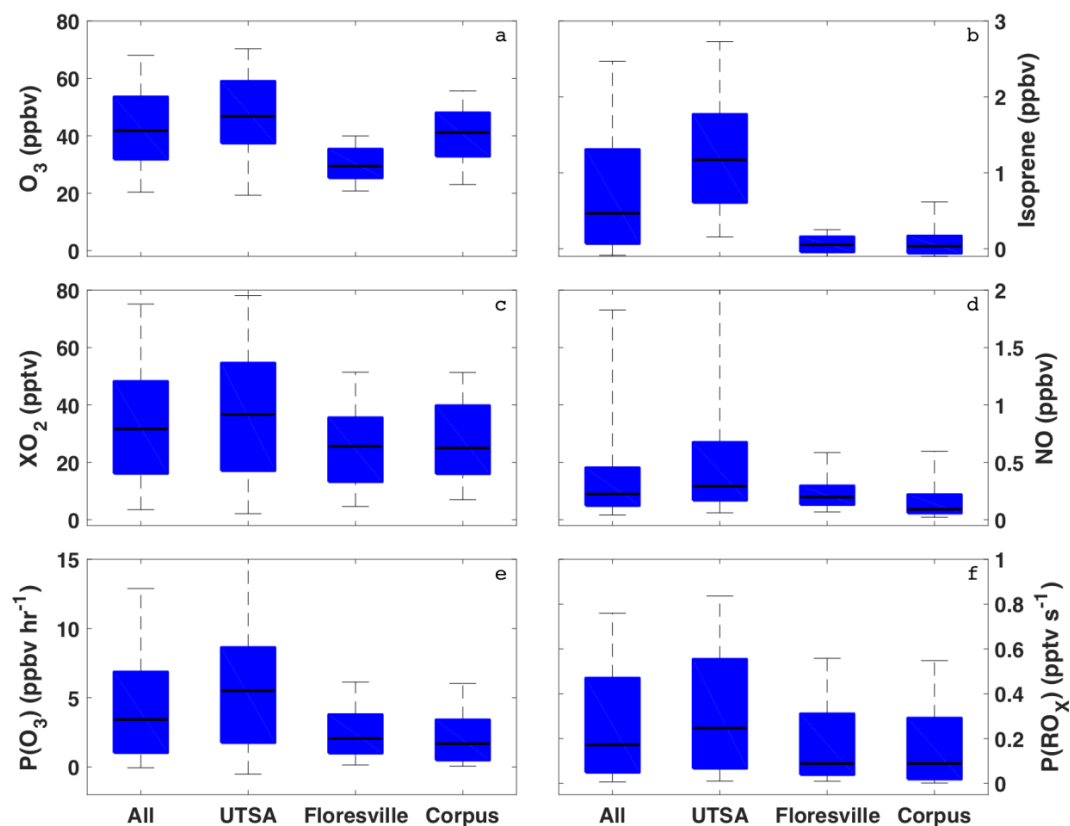 80
60
40
20
0
O3 (ppbv)
a
3
2
1
0
Isoprene (ppbv)
b
80
60
40
20
0
XO2 (pptv)
c
2
1.5
1
0.5
0
NO (ppbv)
d
15
10
5
0
P(O3) (ppbv hr-1)
e
1
0.8
0.6
0.4
0.2
0
P(ROX) (pptv s-1)
f
All UTSA Floresville Corpus
All UTSA Floresville Corpus